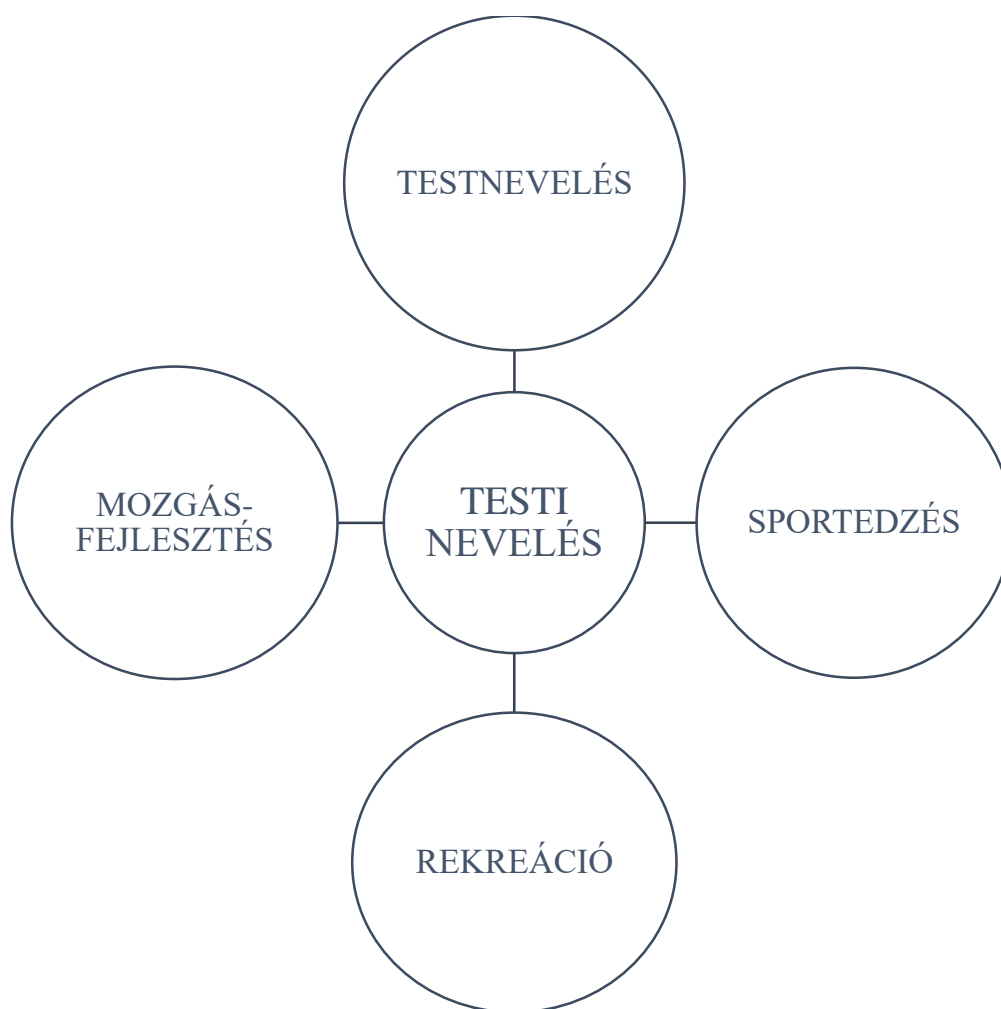 TESTNEVELÉS
MOZGÁS-
FEJLESZTÉS
TESTI
NEVELÉS
SPORTEDZÉS
REKREÁCIÓ